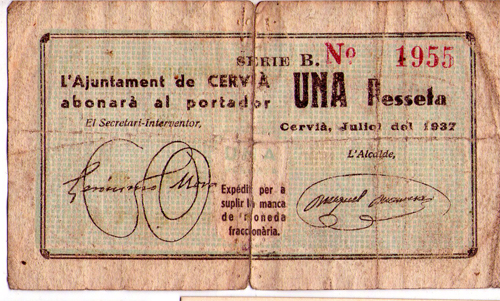 SERIE B. Nº 1955
L'Ajuntament de CERVIÀ
abonarà al portador
UNA Pesseta
El Secretari-Interventor,
Cervià, Juliol del 1937
L'Alcalde,
Expédit per a
suplir la manca
de moneda
fraccionària.